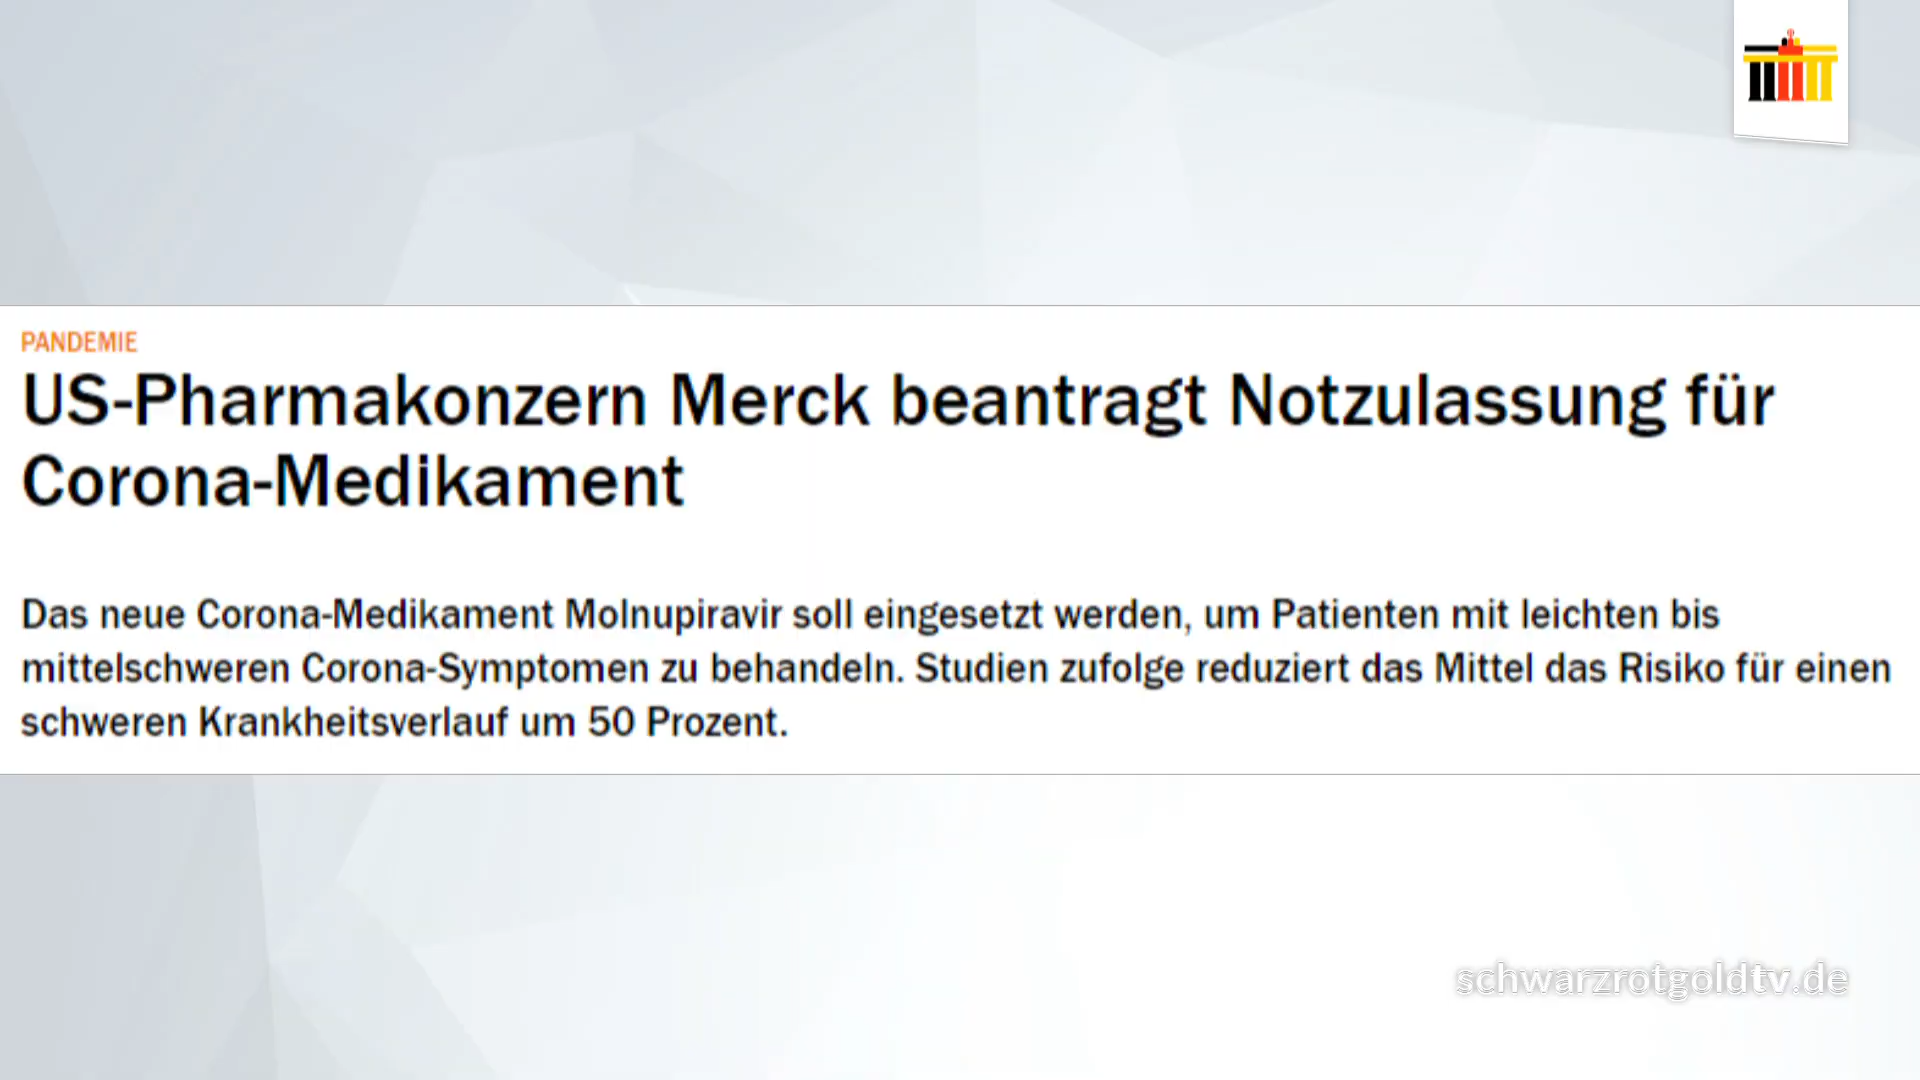 PANDEMIE
US-Pharmakonzern Merck beantragt Notzulassung für
Corona-Medikament
Das neue Corona-Medikament Molnupiravir soll eingesetzt werden, um Patienten mit leichten bis
mittelschweren Corona-Symptomen zu behandeln. Studien zufolge reduziert das Mittel das Risiko für einen
schweren Krankheitsverlauf um 50 Prozent.
schwarzrotgoldtv.de